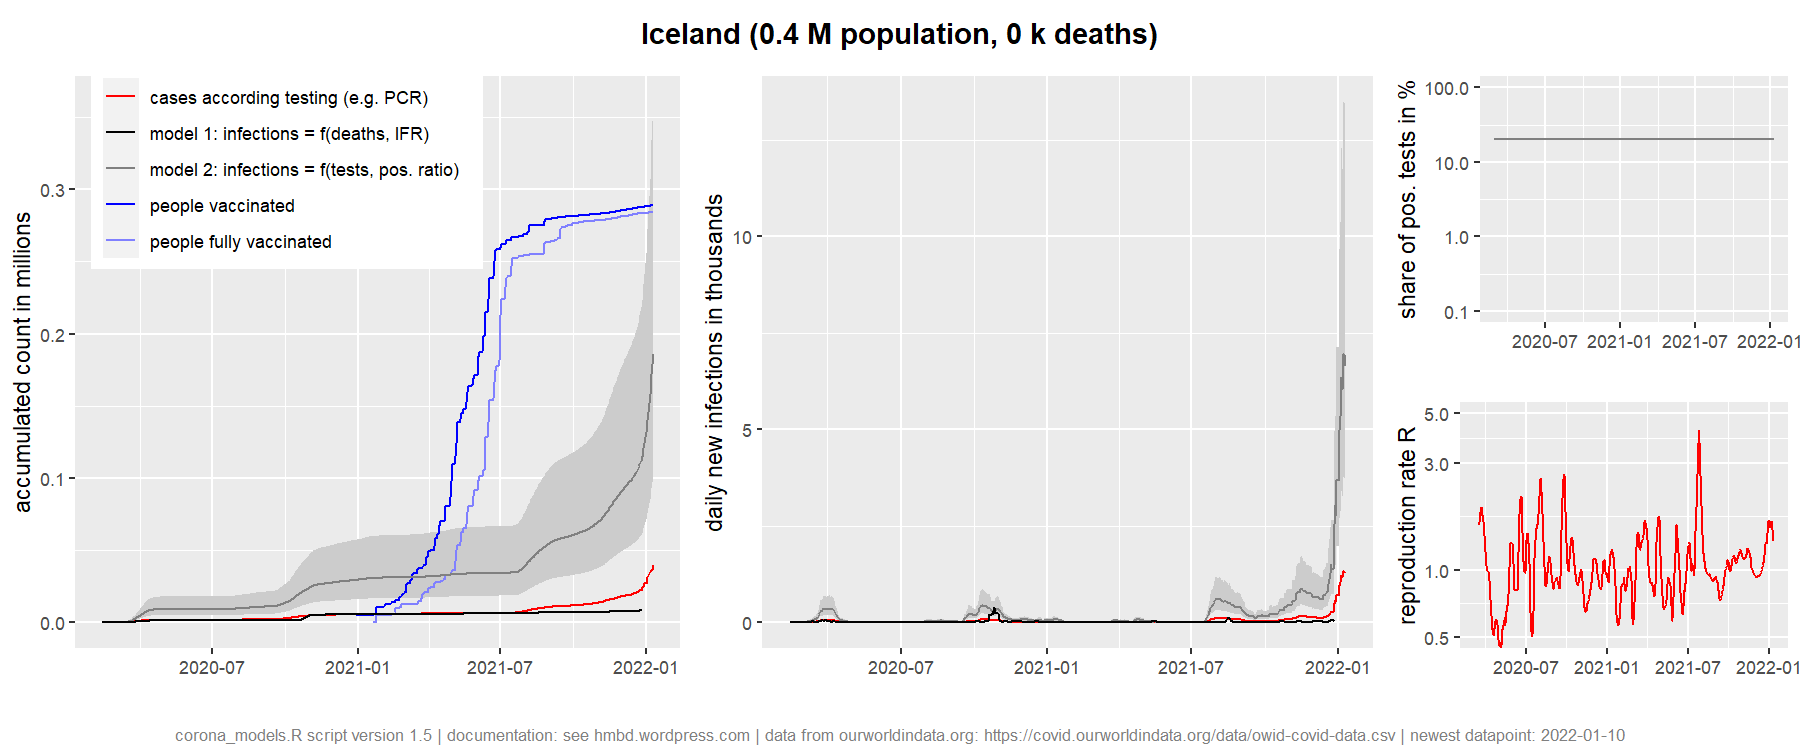 Iceland (0.4 M population, 0 k deaths)
cases according testing (e.g. PCR)
model 1: infections = f(deaths, IFR)
model 2: infections = f(tests, pos. ratio)
people vaccinated
people fully vaccinated
accumulated count in millions
0.3
0.2
0.1
0.0
2020-07 2021-01 2021-07 2022-01
daily new infections in thousands
10
5
0
2020-07 2021-01 2021-07 2022-01
share of pos. tests in %
100.0
10.0
1.0
0.1
2020-07 2021-01 2021-07 2022-01
reproduction rate R
5.0
3.0
1.0
0.5
2020-07 2021-01 2021-07 2022-01
corona_models.R script version 1.5 | documentation: see hmbd.wordpress.com | data from ourworldindata.org: https://covid.ourworldindata.org/data/owid-covid-data.csv | newest datapoint: 2022-01-10